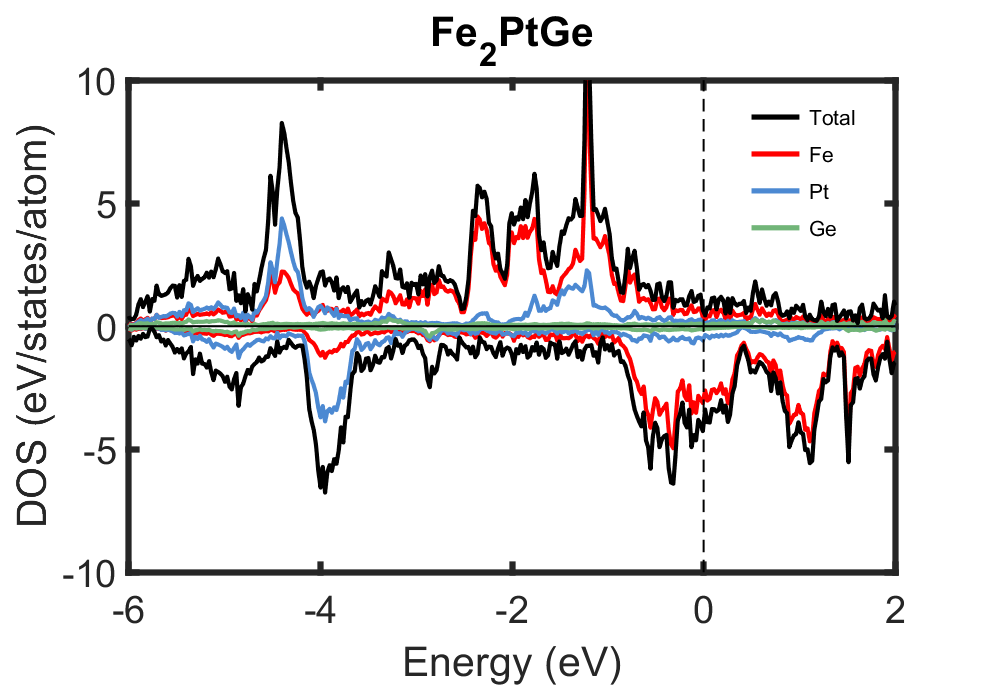 Fe2PtGe
DOS (eV/states/atom)
10
5
0
-5
-10
Total
Fe
Pt
Ge
-6 -4 -2 0 2
Energy (eV)